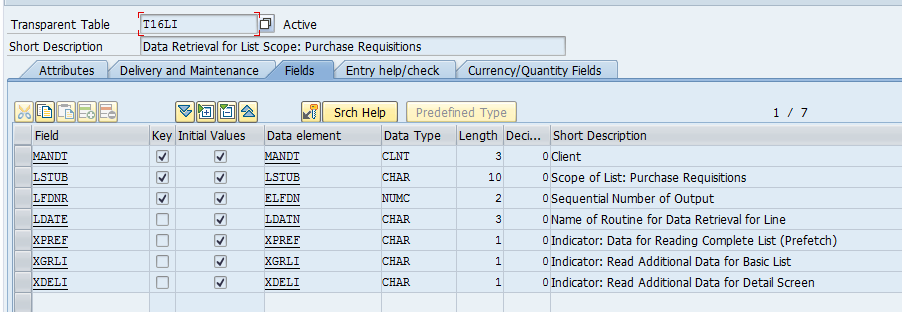 Transparent Table T16LI Active
Short Description Data Retrieval for List Scope: Purchase Requisitions
Attributes Delivery and Maintenance Fields Entry help/check Currency/Quantity Fields
Srch Help Predefined Type 1 / 7
Field Key Initial Values Data element Data Type Length Deci... Short Description
MANDT MANDT CLNT 3 0 Client
LSTUB LSTUB CHAR 10 0 Scope of List: Purchase Requisitions
LFDNR ELFDN NUMC 2 0 Sequential Number of Output
LDATE LDATN CHAR 3 0 Name of Routine for Data Retrieval for Line
XPREF XPREF CHAR 1 0 Indicator: Data for Reading Complete List (Prefetch)
XGRLI XGRLI CHAR 1 0 Indicator: Read Additional Data for Basic List
XDELI XDELI CHAR 1 0 Indicator: Read Additional Data for Detail Screen